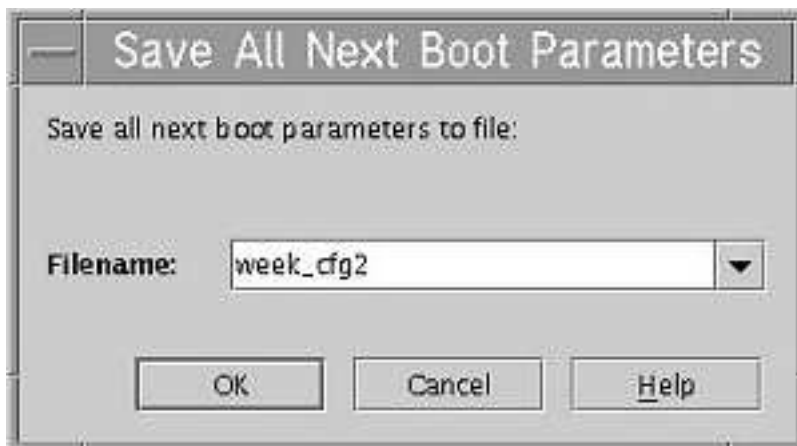 Save All Next Boot Parameters
Save all next boot parameters to file:
Filename: week_cfg2
OK Cancel Help